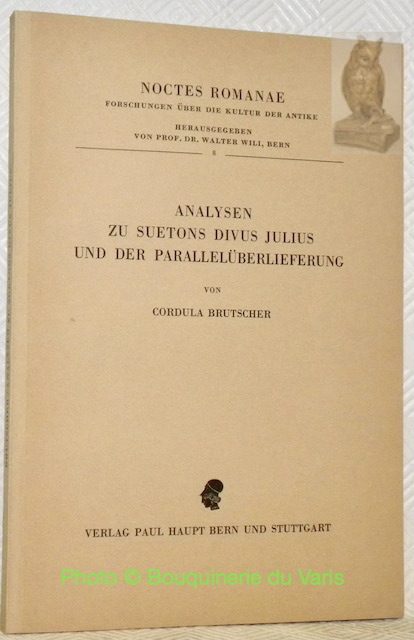 NOCTES ROMANAE
FORSCHUNGEN ÜBER DIE KULTUR DER ANTIKE
HERAUSGEGEBEN
VON PROF. DR. WALTER WILI, BERN
8
ANALYSEN
ZU SUETONS DIVUS JULIUS
UND DER PARALLELÜBERLIEFERUNG
VON
CORDULA BRUTSCHER
VERLAG PAUL HAUPT BERN UND STUTTGART
Photo © Bouquinerie du Varis